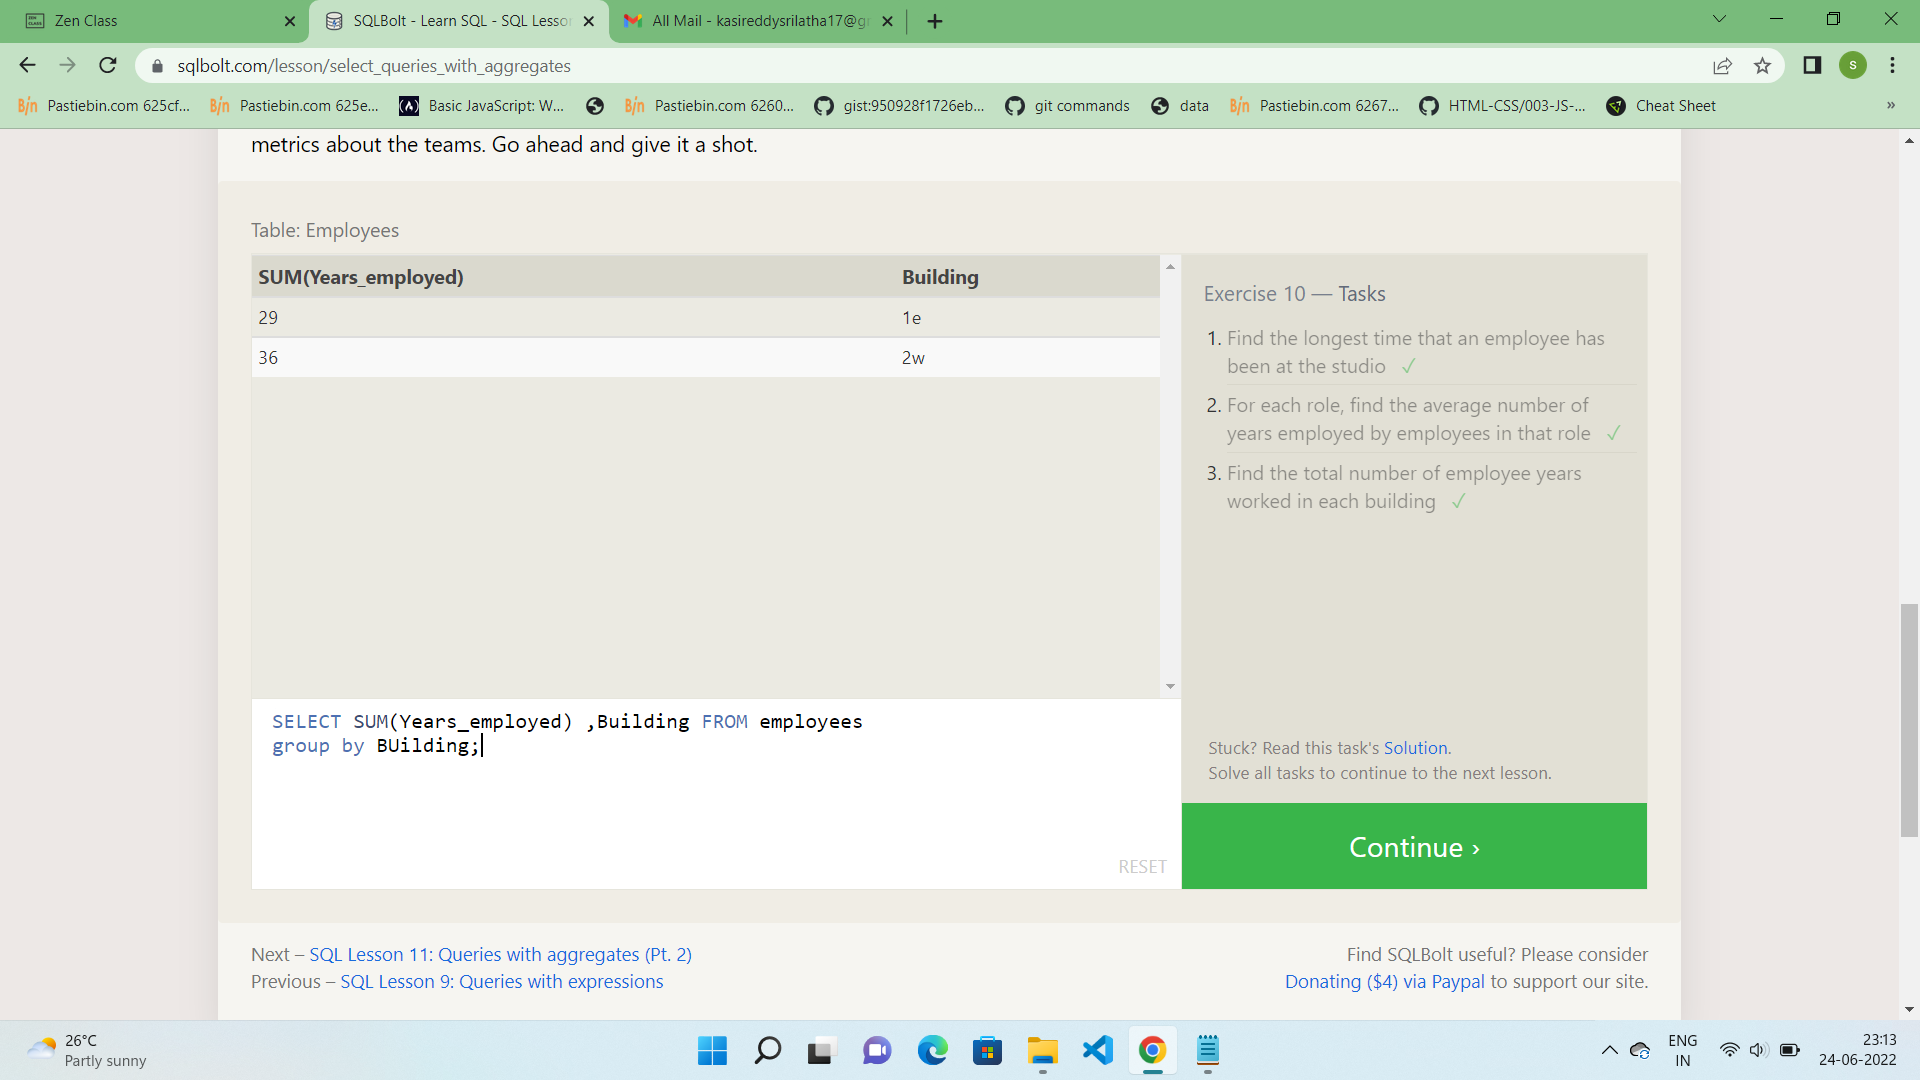 Zen Class
SQLBolt - Learn SQL - SQL Lesso
All Mail - kasireddysrilatha17@g
sqlbolt.com/lesson/select_queries_with_aggregates
S
Pastiebin.com 625cf...
Pastiebin.com 625e...
Basic JavaScript: W...
Pastiebin.com 6260...
gist:950928f1726eb...
git commands
data
Pastiebin.com 6267...
HTML-CSS/003-JS-...
Cheat Sheet
»
metrics about the teams. Go ahead and give it a shot.
Table: Employees
SUM(Years_employed) Building
29 1e
36 2w
Exercise 10 — Tasks
1. Find the longest time that an employee has
been at the studio ✓
2. For each role, find the average number of
years employed by employees in that role ✓
3. Find the total number of employee years
worked in each building ✓
SELECT SUM(Years_employed) ,Building FROM employees
group by BUilding;
RESET
Stuck? Read this task's Solution.
Solve all tasks to continue to the next lesson.
Continue ›
Next – SQL Lesson 11: Queries with aggregates (Pt. 2)
Previous – SQL Lesson 9: Queries with expressions
Find SQLBolt useful? Please consider
Donating ($4) via Paypal to support our site.
26°C
Partly sunny
ENG
IN
23:13
24-06-2022